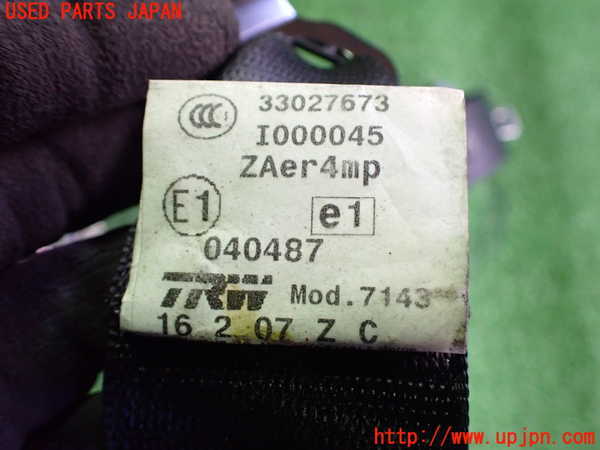 USED PARTS JAPAN
CCC
33027673
I000045
ZAer4mp
E1
e1
040487
TRW Mod.7143
16 2 07 Z C
http://www.upjpn.com/